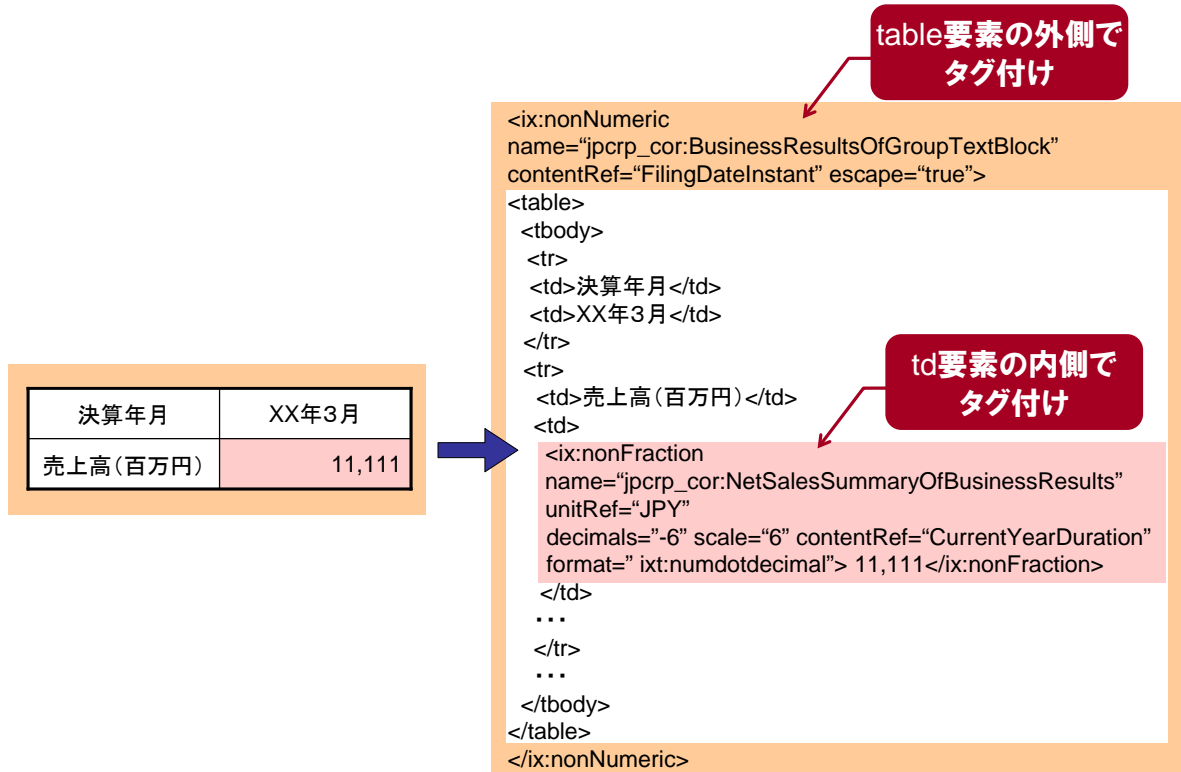 table要素の外側で
タグ付け
<ix:nonNumeric
name=“jpcrp_cor:BusinessResultsOfGroupTextBlock”
contentRef=“FilingDateInstant” escape=“true”>
<table>
<tbody>
<tr>
<td>決算年月</td>
<td>XX年３月</td>
</tr>
<tr>
<td>売上高（百万円）</td>
<td>
td要素の内側で
タグ付け
<ix:nonFraction
name=“jpcrp_cor:NetSalesSummaryOfBusinessResults”
unitRef=“JPY”
decimals=”-6” scale=“6” contentRef=“CurrentYearDuration”
format=” ixt:numdotdecimal”> 11,111</ix:nonFraction>
</td>
・・・
</tr>
・・・
</tbody>
</table>
</ix:nonNumeric>
決算年月 XX年３月
売上高（百万円） 11,111